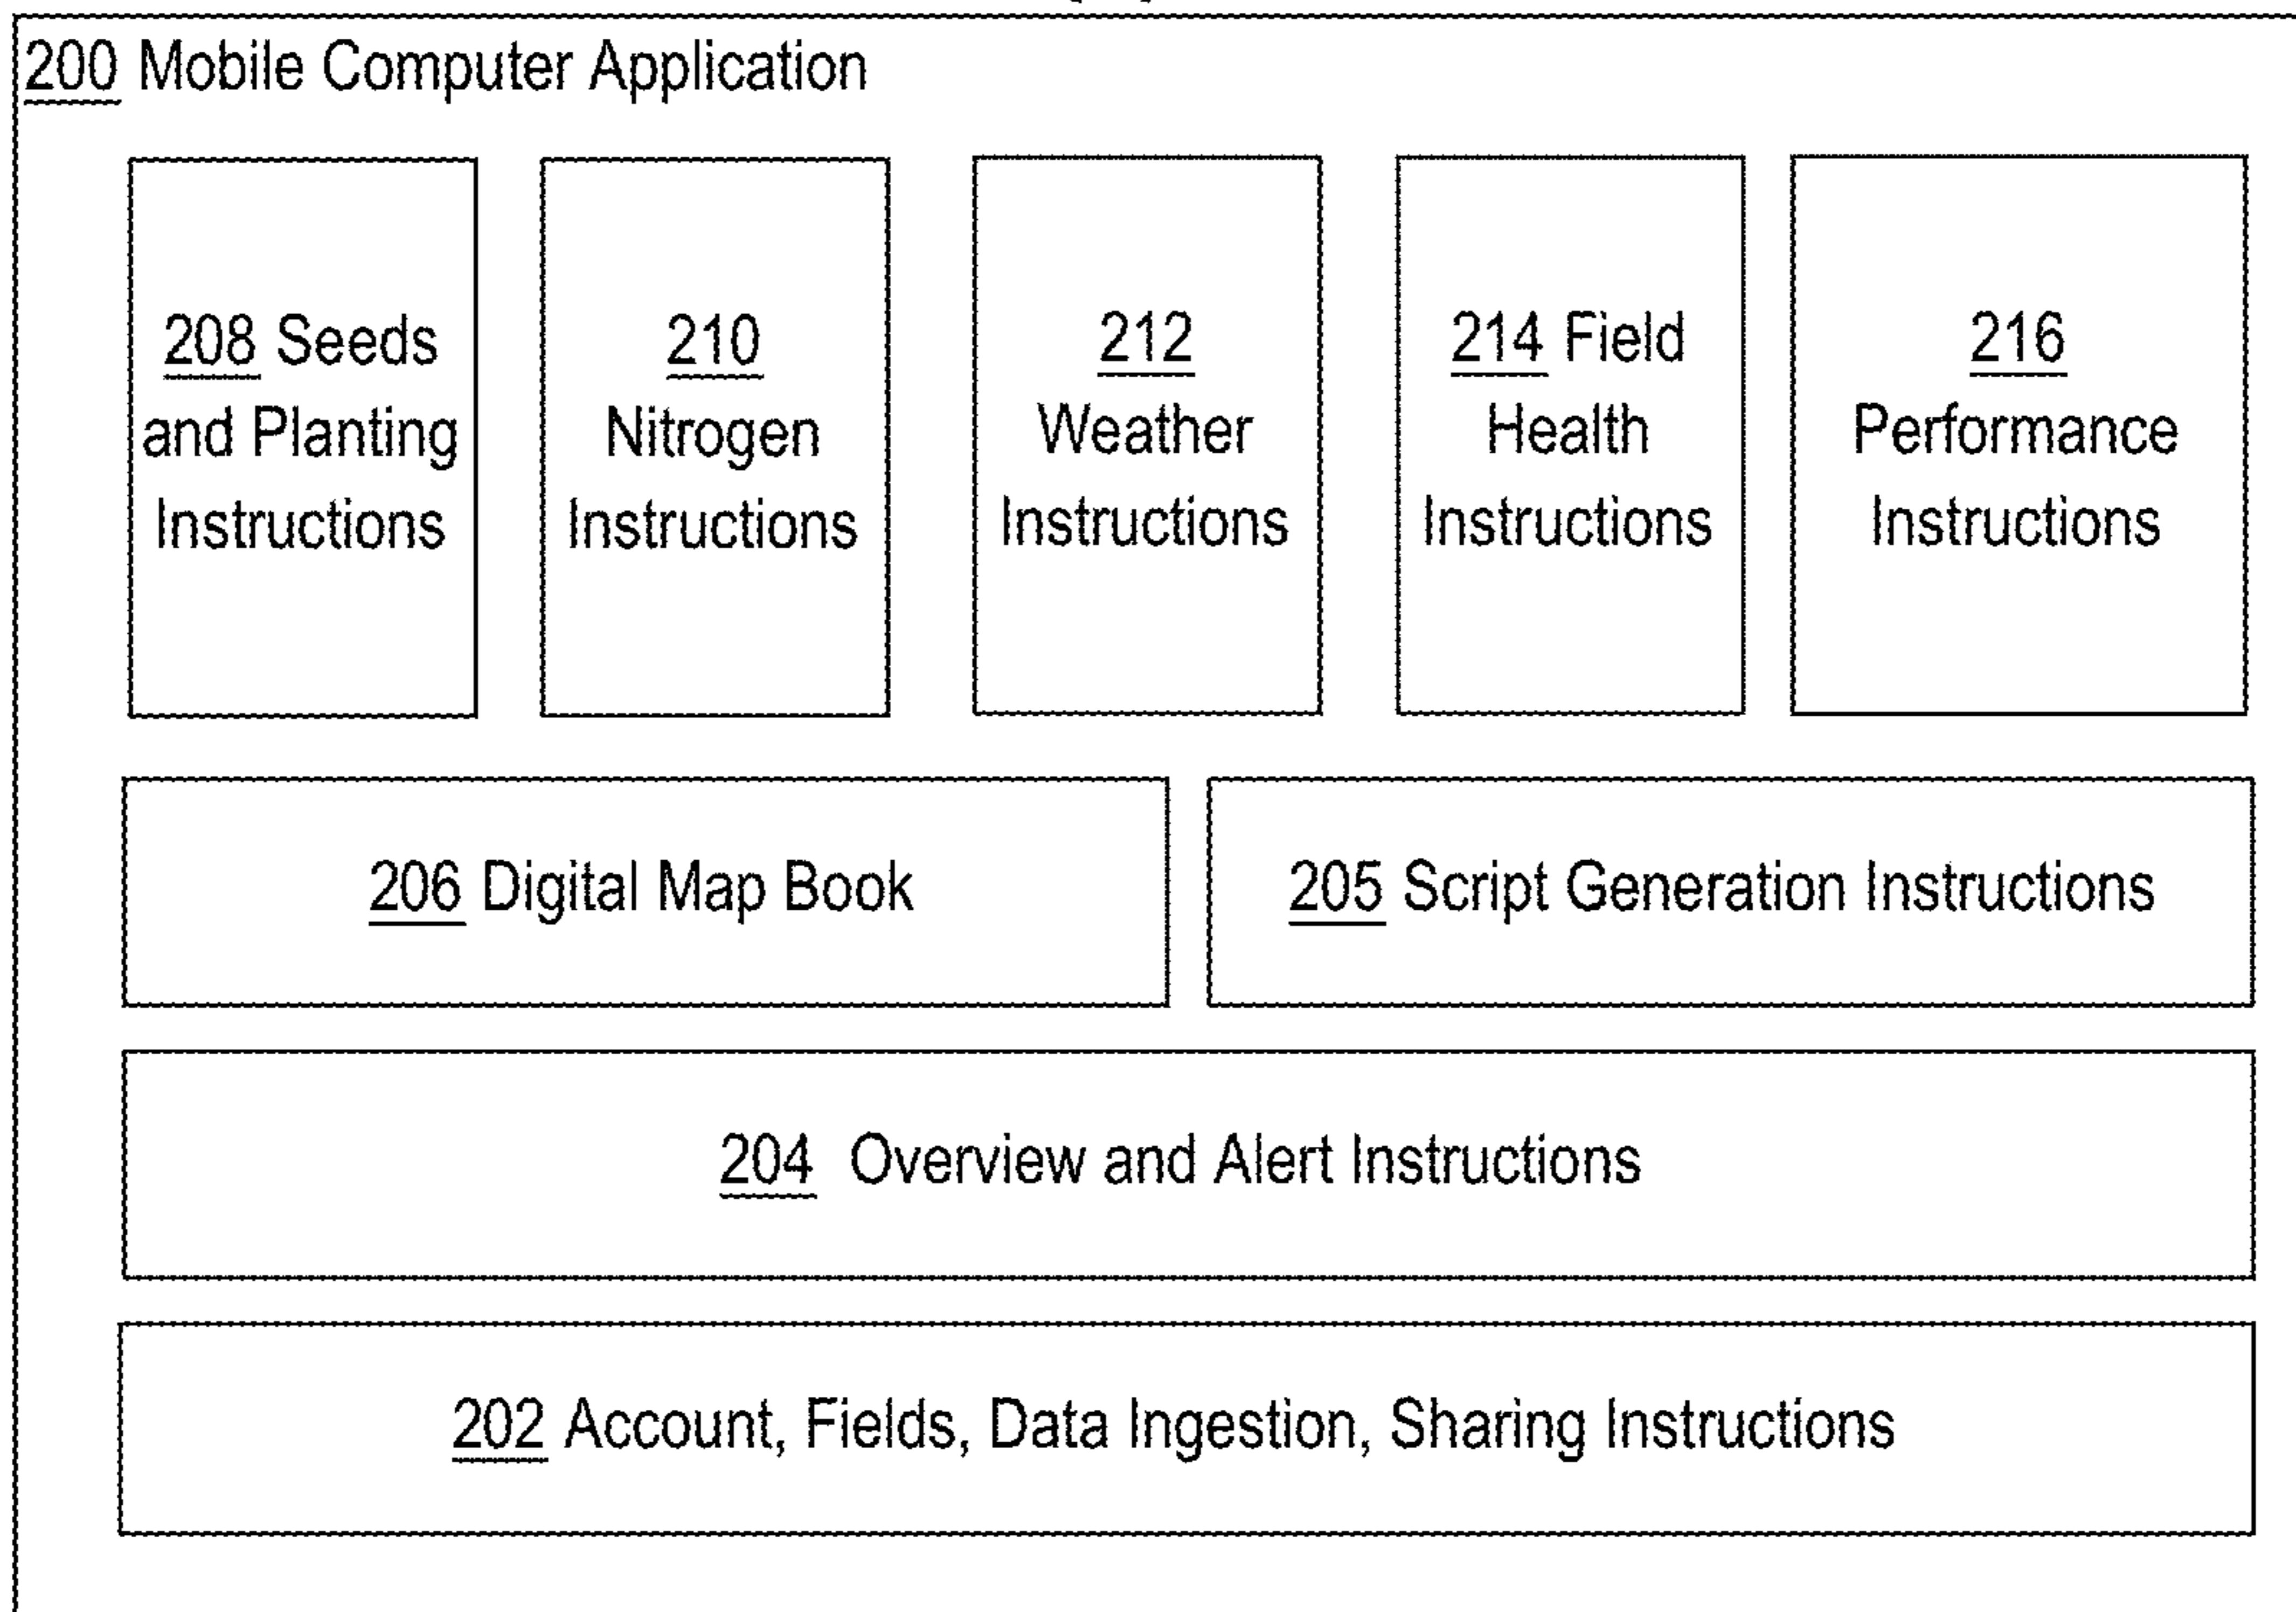 200 Mobile Computer Application
208 Seeds
and Planting
Instructions
210
Nitrogen
Instructions
212
Weather
Instructions
214 Field
Health
Instructions
216
Performance
Instructions
206 Digital Map Book
205 Script Generation Instructions
204 Overview and Alert Instructions
202 Account, Fields, Data Ingestion, Sharing Instructions